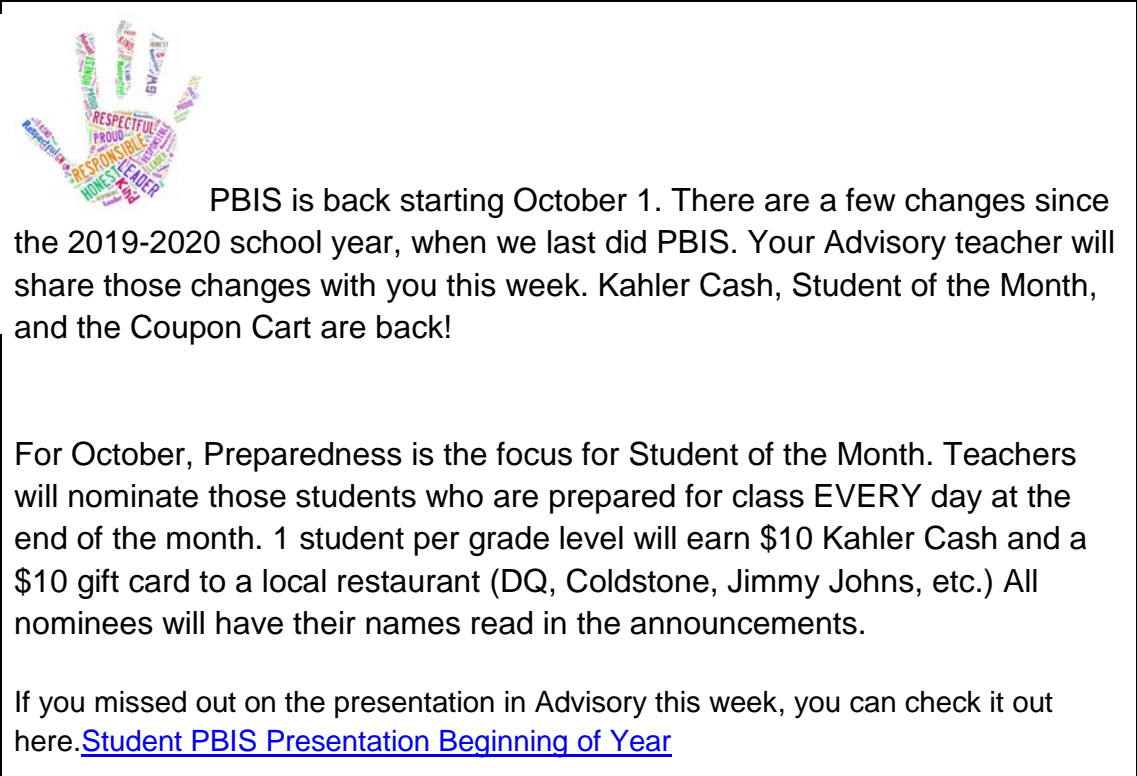 RESPECTFUL
PROUD
RESPONSIBLE
LEADER
HONEST
Kind
Respectful
GW
PBIS is back starting October 1. There are a few changes since
the 2019-2020 school year, when we last did PBIS. Your Advisory teacher will
share those changes with you this week. Kahler Cash, Student of the Month,
and the Coupon Cart are back!
For October, Preparedness is the focus for Student of the Month. Teachers
will nominate those students who are prepared for class EVERY day at the
end of the month. 1 student per grade level will earn $10 Kahler Cash and a
$10 gift card to a local restaurant (DQ, Coldstone, Jimmy Johns, etc.) All
nominees will have their names read in the announcements.
If you missed out on the presentation in Advisory this week, you can check it out
here.Student PBIS Presentation Beginning of Year